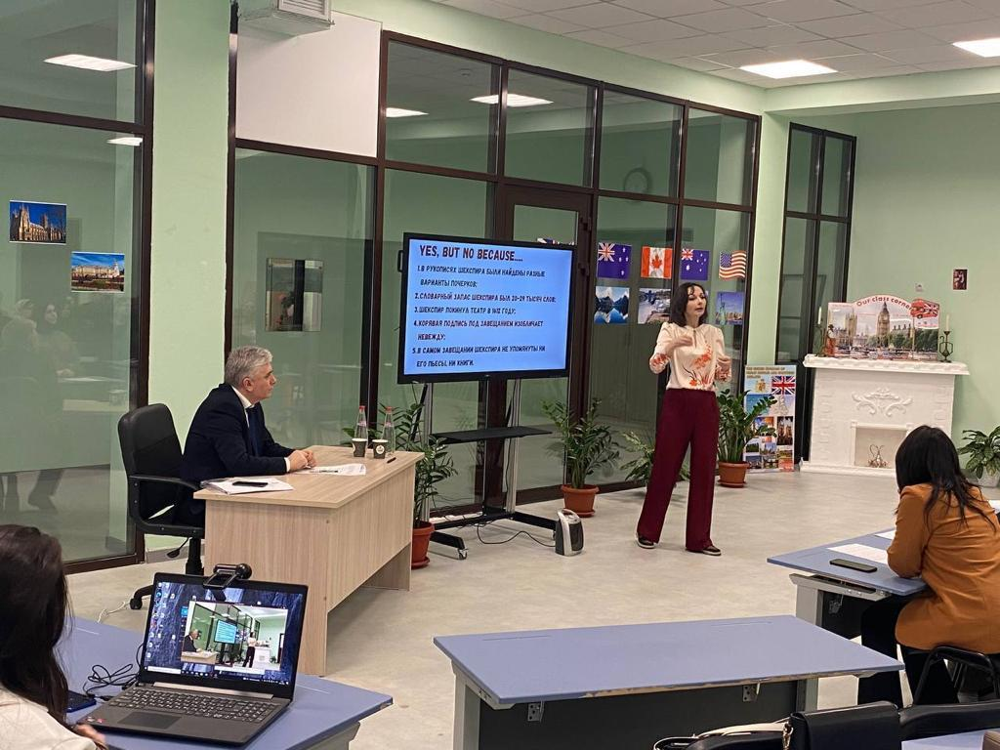 YES, BUT NO BECAUSE....
1.В РУКОПИСЯХ ШЕКСПИРА БЫЛИ НАЙДЕНЫ РАЗНЫЕ
ВАРИАНТЫ ПОЧЕРКОВ;
2.СЛОВАРНЫЙ ЗАПАС ШЕКСПИРА БЫЛ 20-29 ТЫСЯЧ СЛОВ;
3.ШЕКСПИР ПОКИНУЛ ТЕАТР В 1612 ГОДУ;
4.КОРЯВАЯ ПОДПИСЬ ПОД ЗАВЕЩАНИЕМ ИЗОБЛИЧАЕТ
НЕВЕЖДУ;
5.В САМОМ ЗАВЕЩАНИИ ШЕКСПИРА НЕ УПОМЯНУТЫ НИ
ЕГО ПЬЕСЫ, НИ КНИГИ.
Our class corner